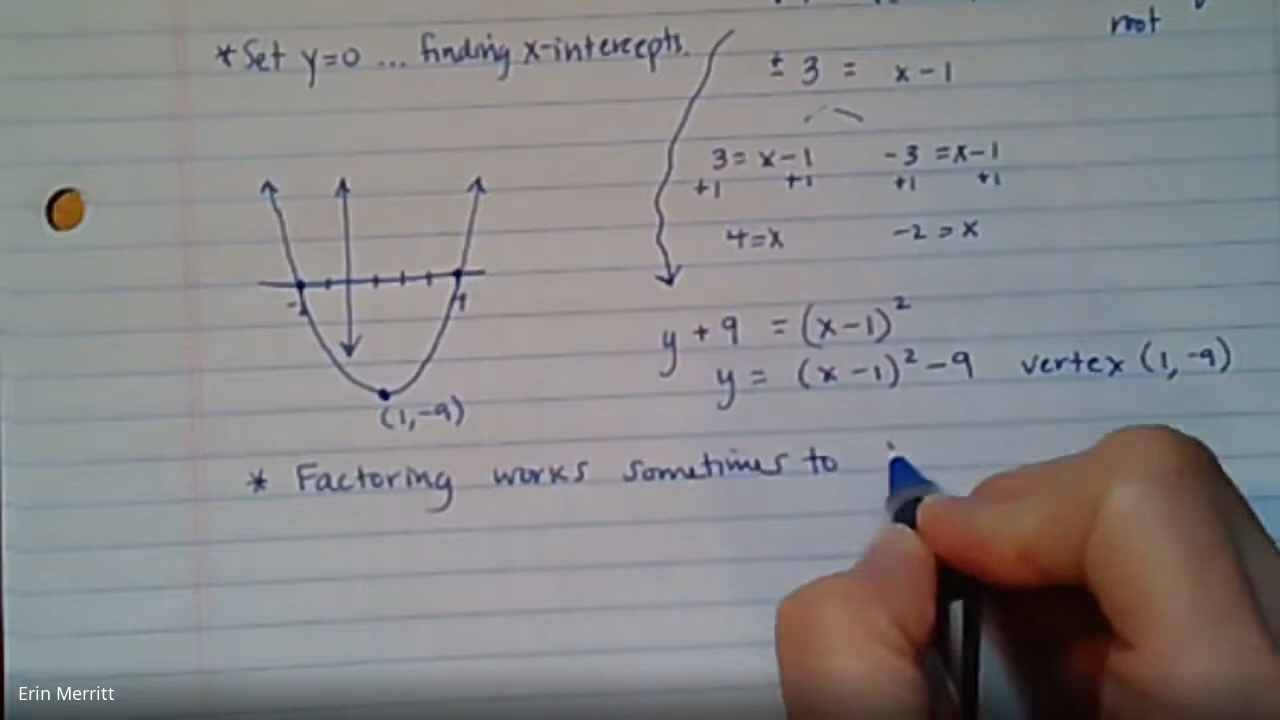 root
*Set y=0 ... finding x-intercepts.
± 3 = x-1
3 = x-1 -3 = x-1
+1 +1 +1 +1
4=x -2=x
-2 4
y + 9 = (x-1)²
y = (x-1)²-9 vertex (1,-9)
(1,-9)
* Factoring works sometimes to
Erin Merritt